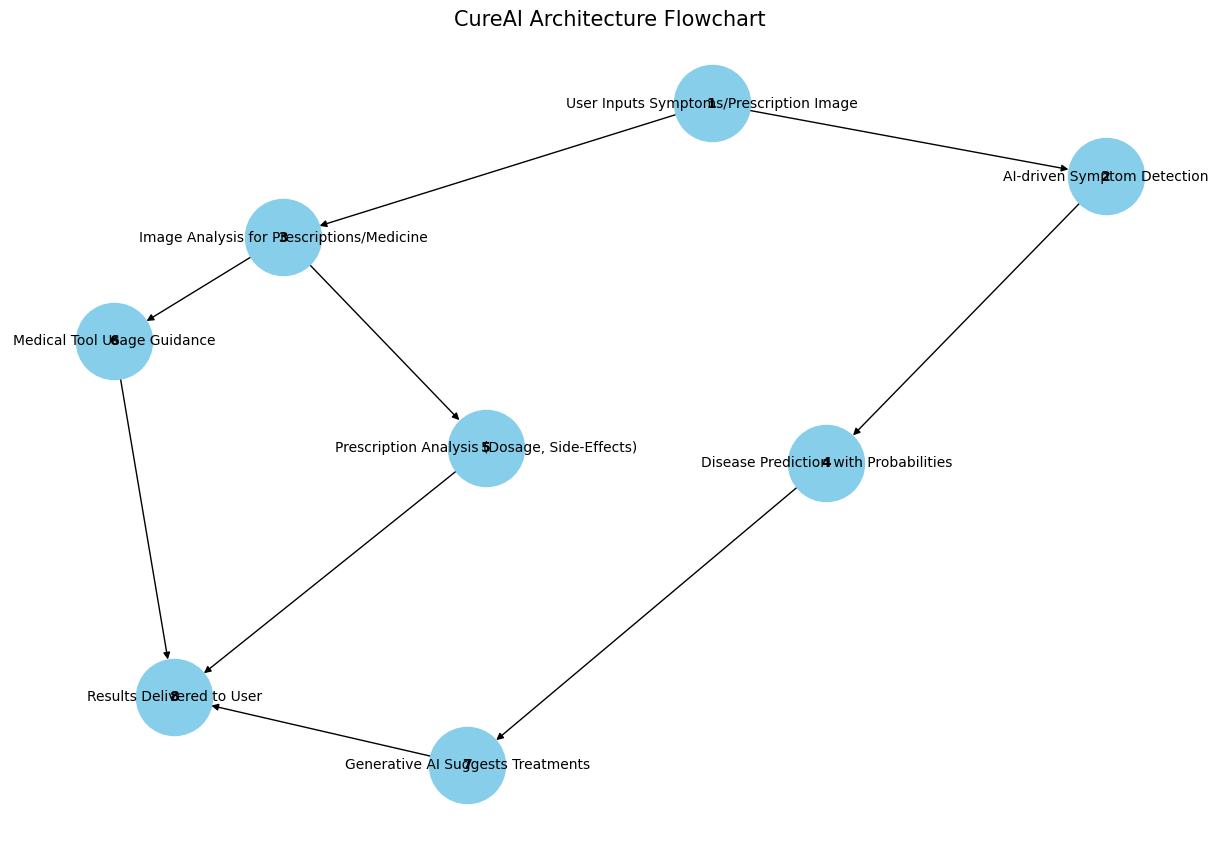 CureAI Architecture Flowchart
User Inputs Symptoms/Prescription Image
1
AI-driven Symptom Detection
2
Image Analysis for Prescriptions/Medicine
3
Medical Tool Usage Guidance
6
Prescription Analysis (Dosage, Side-Effects)
5
Disease Prediction with Probabilities
4
Results Delivered to User
8
Generative AI Suggests Treatments
7